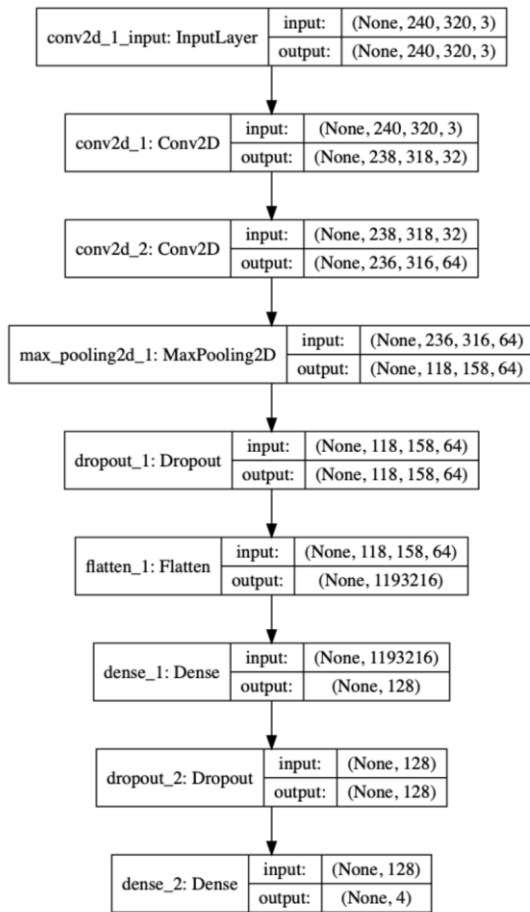 conv2d_1_input: InputLayer
input: (None, 240, 320, 3)
output: (None, 240, 320, 3)
conv2d_1: Conv2D
input: (None, 240, 320, 3)
output: (None, 238, 318, 32)
conv2d_2: Conv2D
input: (None, 238, 318, 32)
output: (None, 236, 316, 64)
max_pooling2d_1: MaxPooling2D
input: (None, 236, 316, 64)
output: (None, 118, 158, 64)
dropout_1: Dropout
input: (None, 118, 158, 64)
output: (None, 118, 158, 64)
flatten_1: Flatten
input: (None, 118, 158, 64)
output: (None, 1193216)
dense_1: Dense
input: (None, 1193216)
output: (None, 128)
dropout_2: Dropout
input: (None, 128)
output: (None, 128)
dense_2: Dense
input: (None, 128)
output: (None, 4)